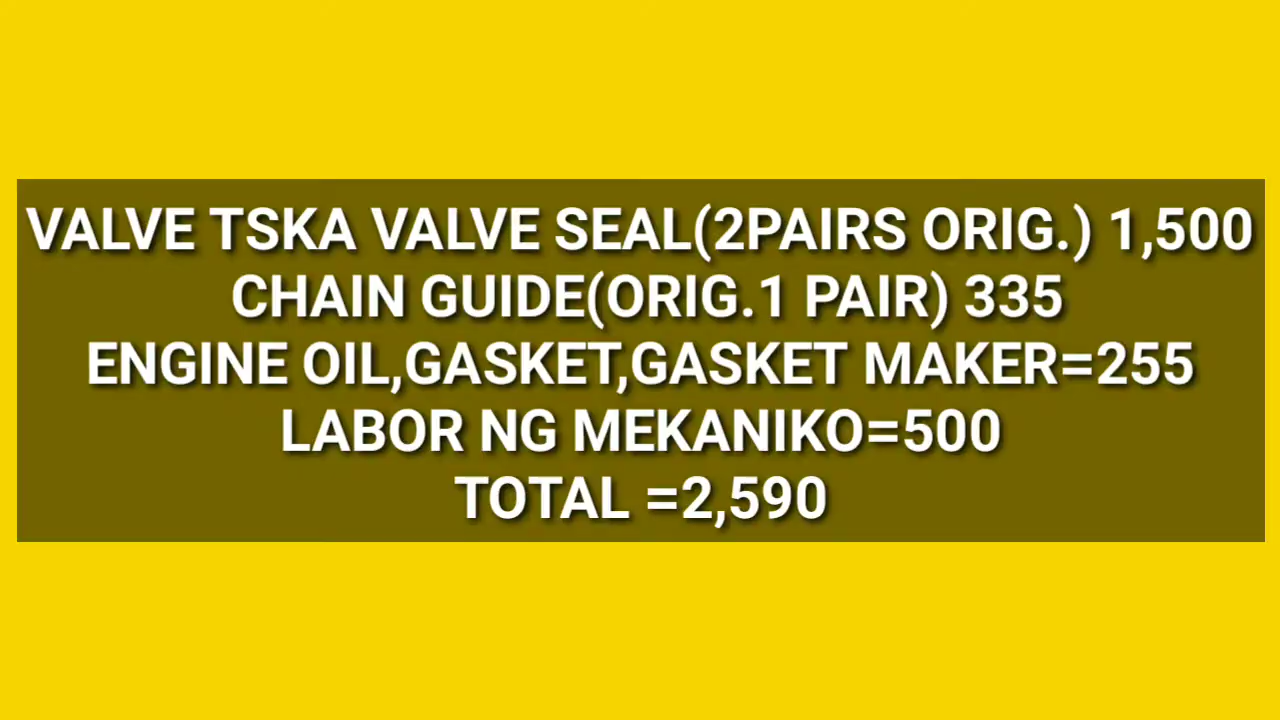 VALVE TSKA VALVE SEAL(2PAIRS ORIG.) 1,500
CHAIN GUIDE(ORIG.1 PAIR) 335
ENGINE OIL,GASKET,GASKET MAKER=255
LABOR NG MEKANIKO=500
TOTAL =2,590